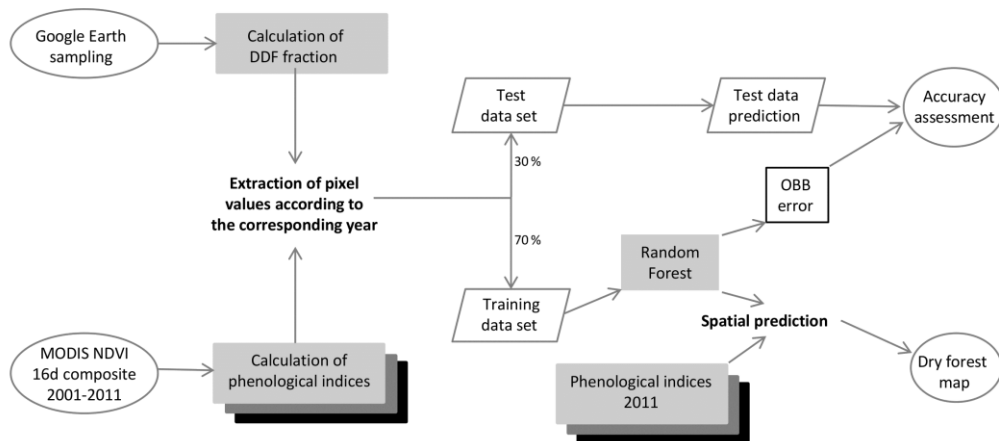 Google Earth
sampling
Calculation of
DDF fraction
Test
data set
Test data
prediction
Accuracy
assessment
30 %
Extraction of pixel
values according to
the corresponding year
OBB
error
70 %
Random
Forest
Training
data set
Spatial prediction
MODIS NDVI
16d composite
2001-2011
Calculation of
phenological indices
Phenological indices
2011
Dry forest
map